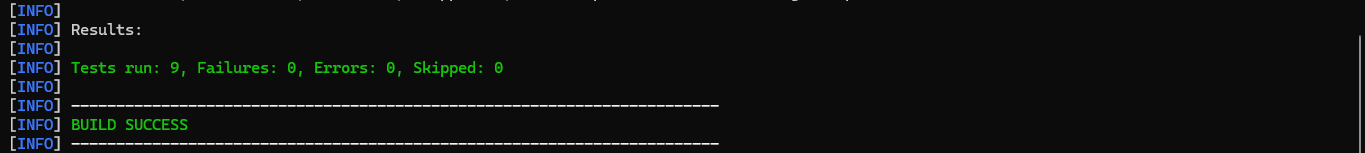 [INFO]
[INFO] Results:
[INFO]
[INFO] Tests run: 9, Failures: 0, Errors: 0, Skipped: 0
[INFO]
[INFO] ------------------------------------------------------------------------
[INFO] BUILD SUCCESS
[INFO] ------------------------------------------------------------------------